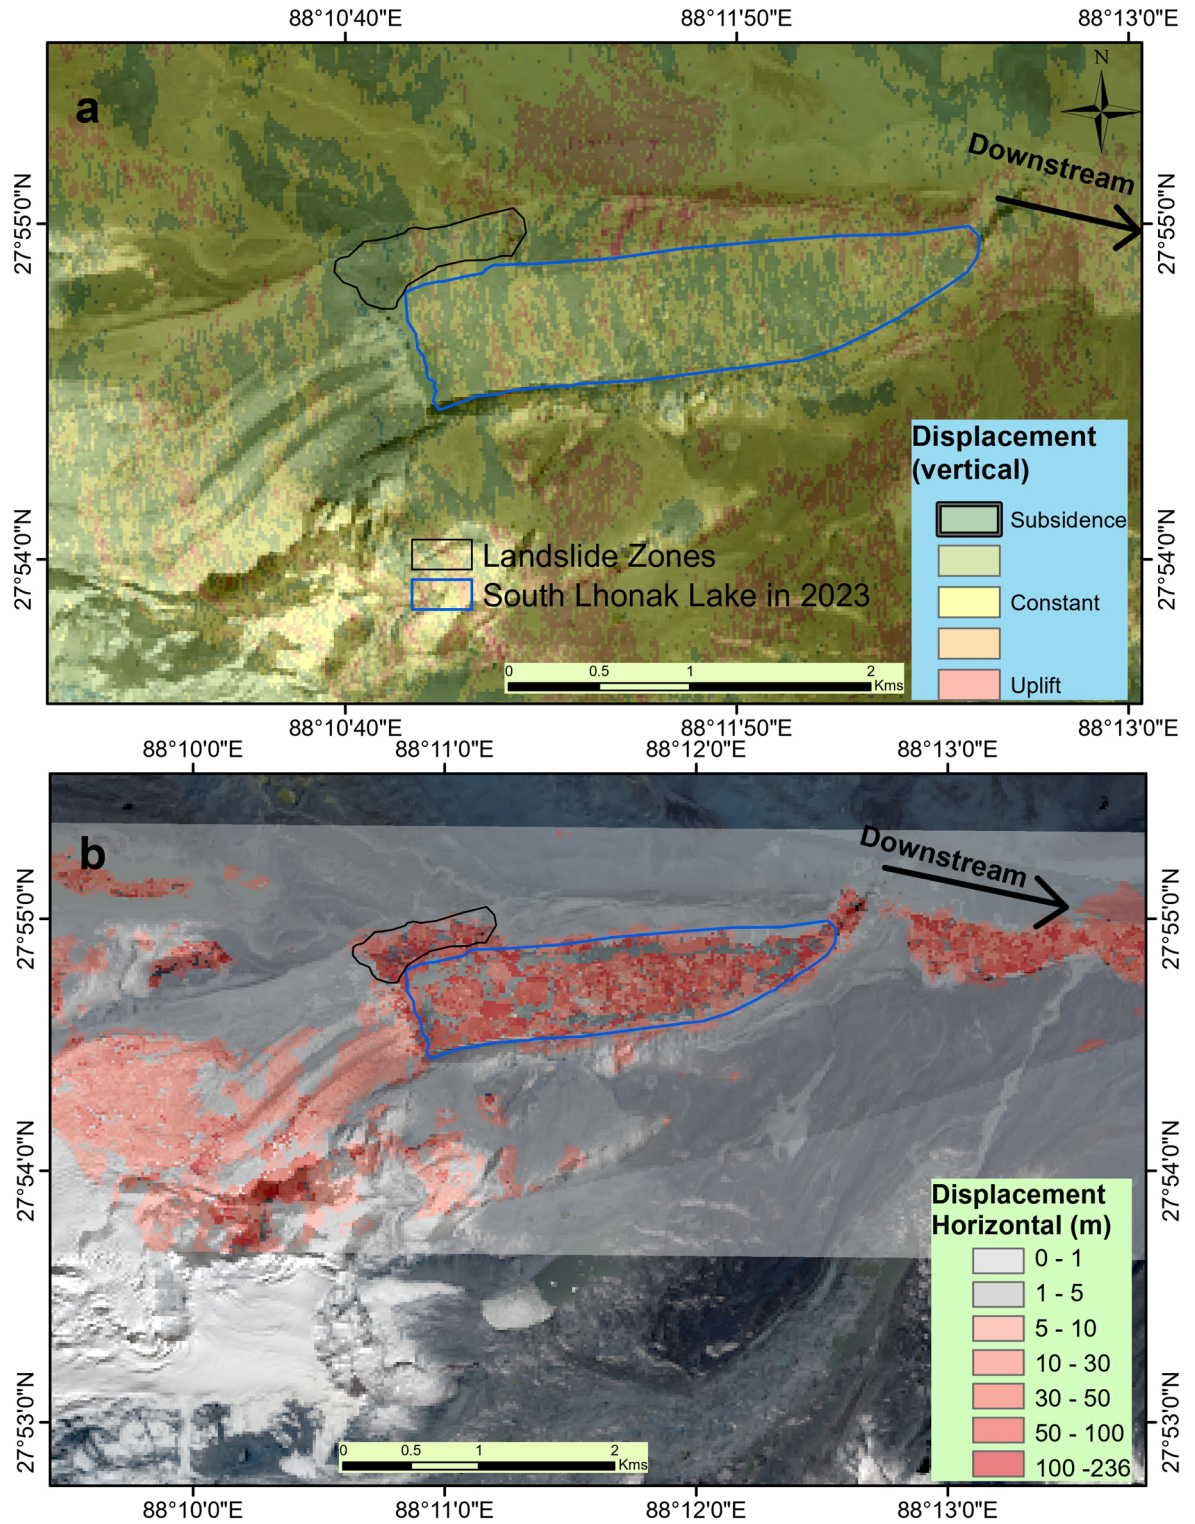 88°10'40"E 88°11'50"E 88°13'0"E
a
N
Downstream
27°55'0"N 27°55'0"N
27°54'0"N 27°54'0"N
Displacement
(vertical)
Subsidence
Constant
Uplift
Landslide Zones
South Lhonak Lake in 2023
0 0.5 1 2
Kms
88°10'40"E 88°11'50"E 88°13'0"E
88°10'0"E 88°11'0"E 88°12'0"E 88°13'0"E
b
Downstream
27°55'0"N 27°55'0"N
27°54'0"N 27°54'0"N
27°53'0"N 27°53'0"N
Displacement
Horizontal (m)
0 - 1
1 - 5
5 - 10
10 - 30
30 - 50
50 - 100
100 -236
0 0.5 1 2
Kms
88°10'0"E 88°11'0"E 88°12'0"E 88°13'0"E